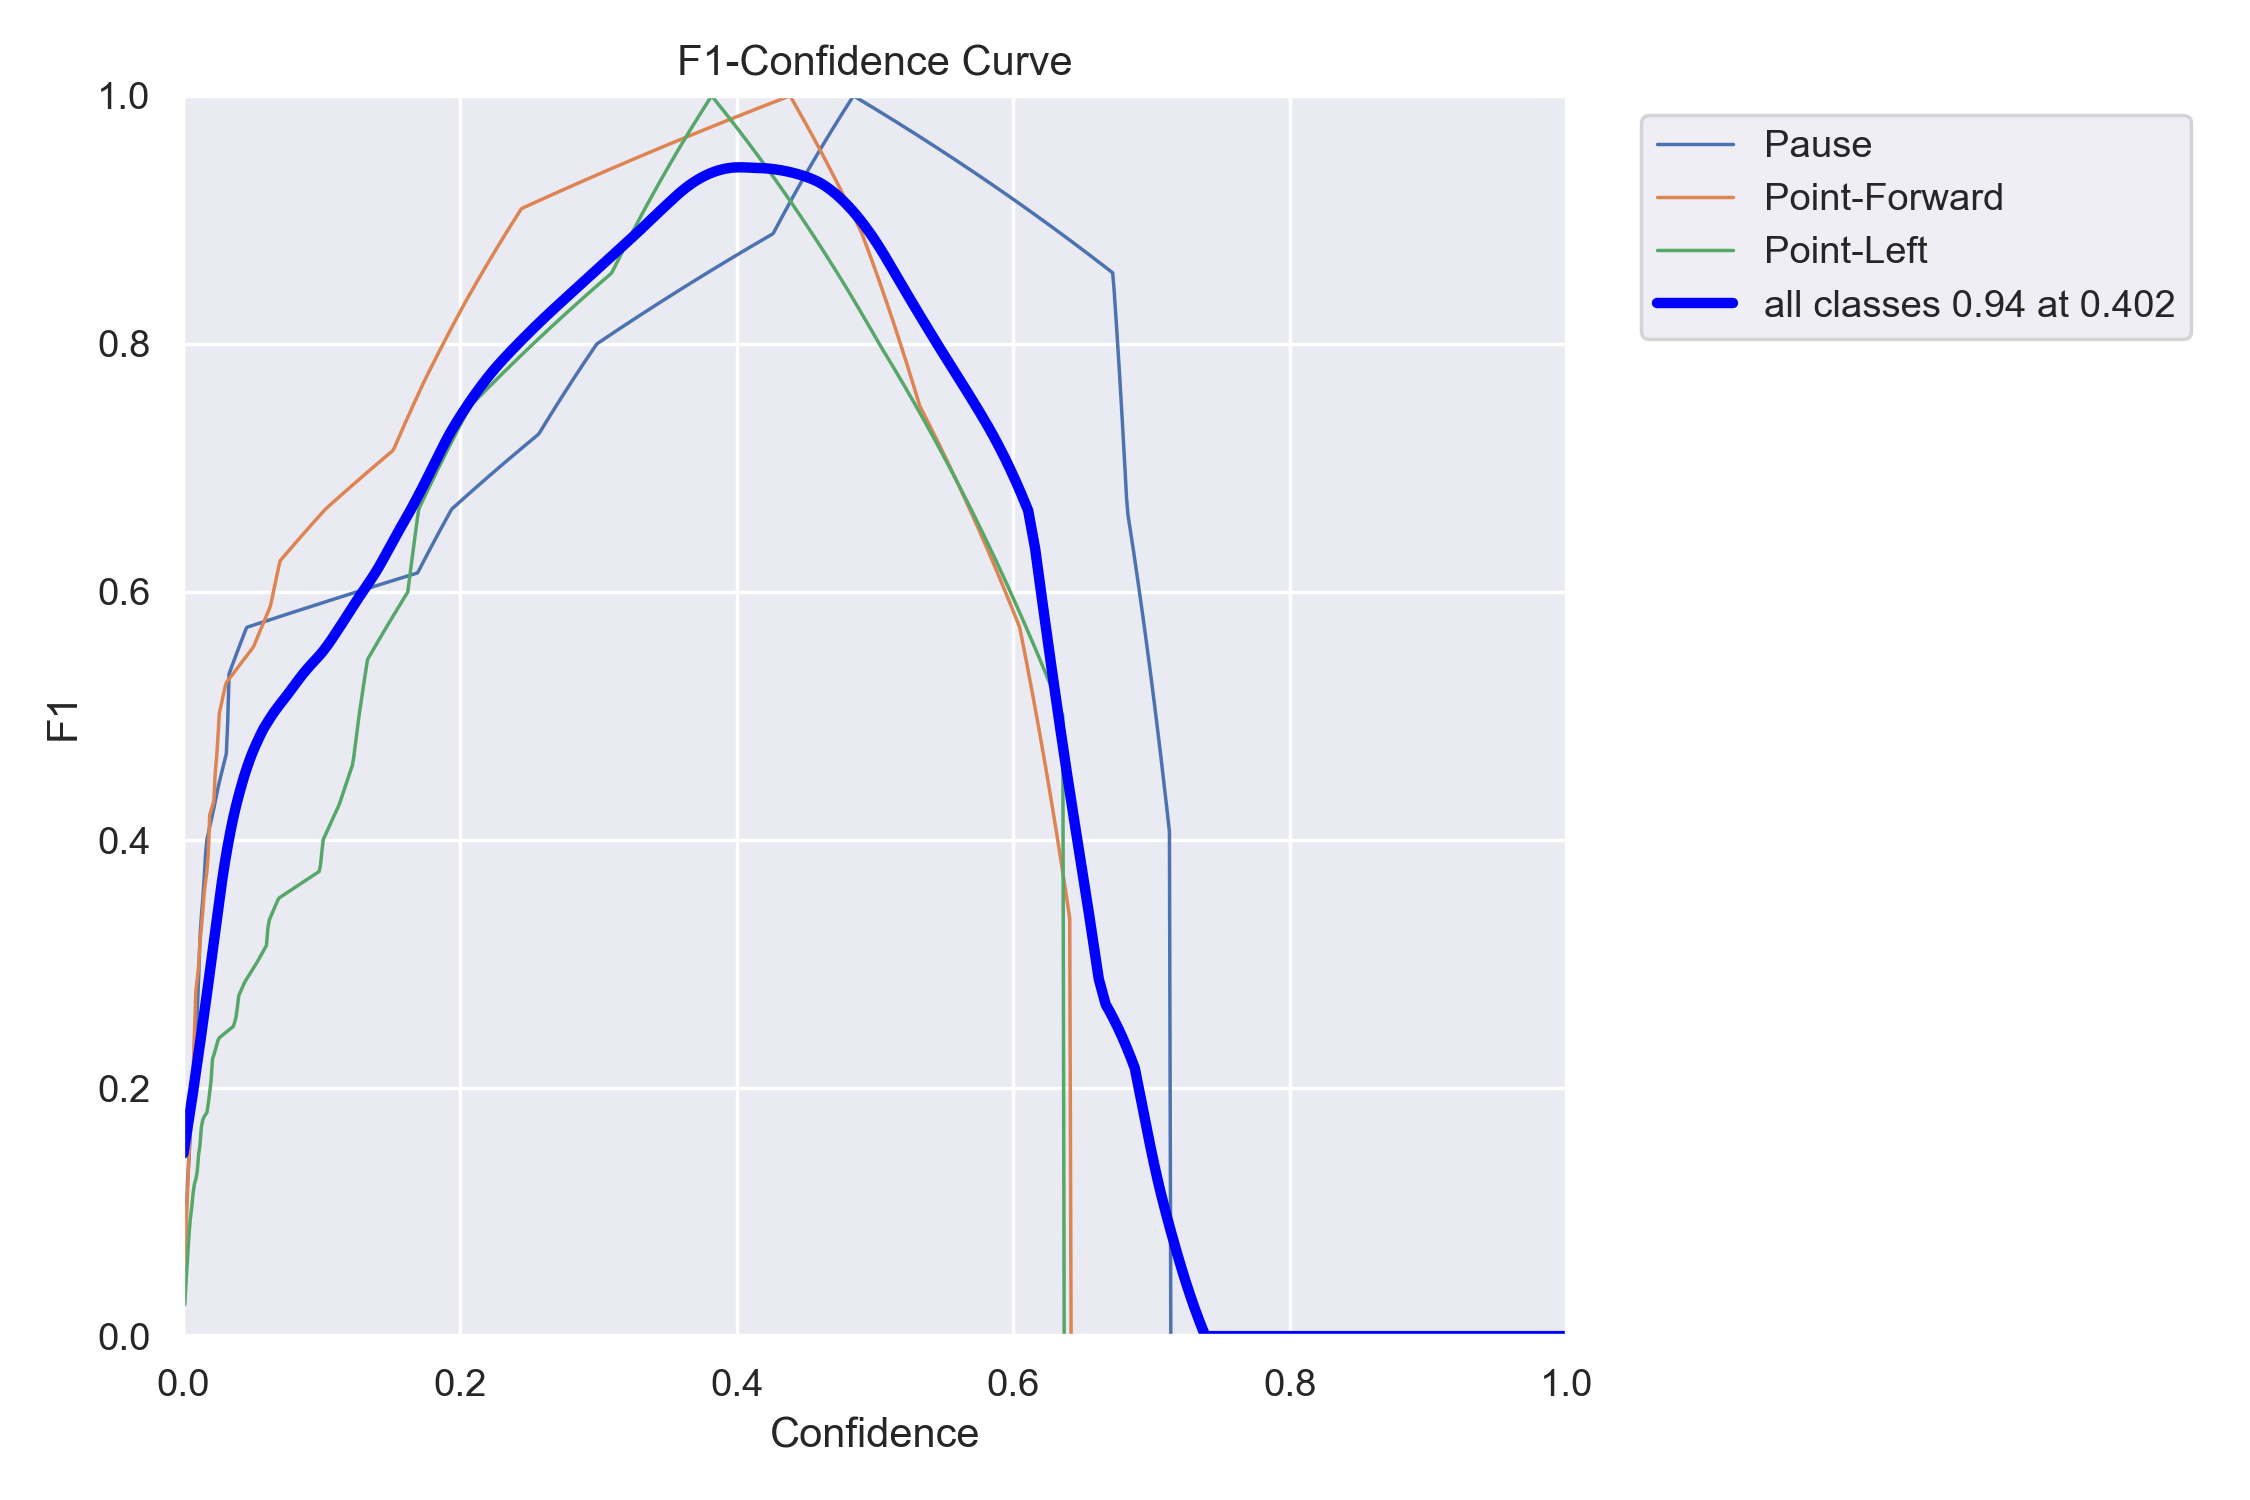 F1-Confidence Curve
1.0
0.8
0.6
0.4
0.2
0.0
F1
0.0 0.2 0.4 0.6 0.8 1.0
Confidence
Pause
Point-Forward
Point-Left
all classes 0.94 at 0.402